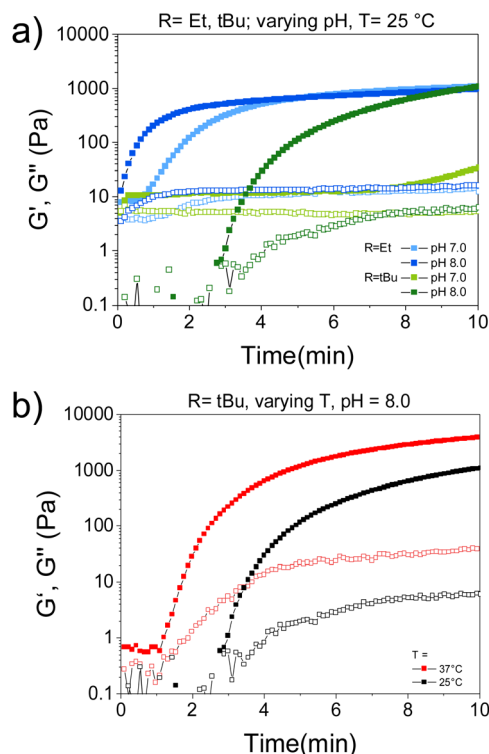 a)
R= Et, tBu; varying pH, T= 25 °C
G', G" (Pa)
10000
1000
100
10
1
0.1
R=Et
pH 7.0
pH 8.0
R=tBu
pH 7.0
pH 8.0
0 2 4 6 8 10
Time(min)
b)
R= tBu, varying T, pH = 8.0
G‘, G" (Pa)
10000
1000
100
10
1
0.1
T =
37°C
25°C
0 2 4 6 8 10
Time(min)